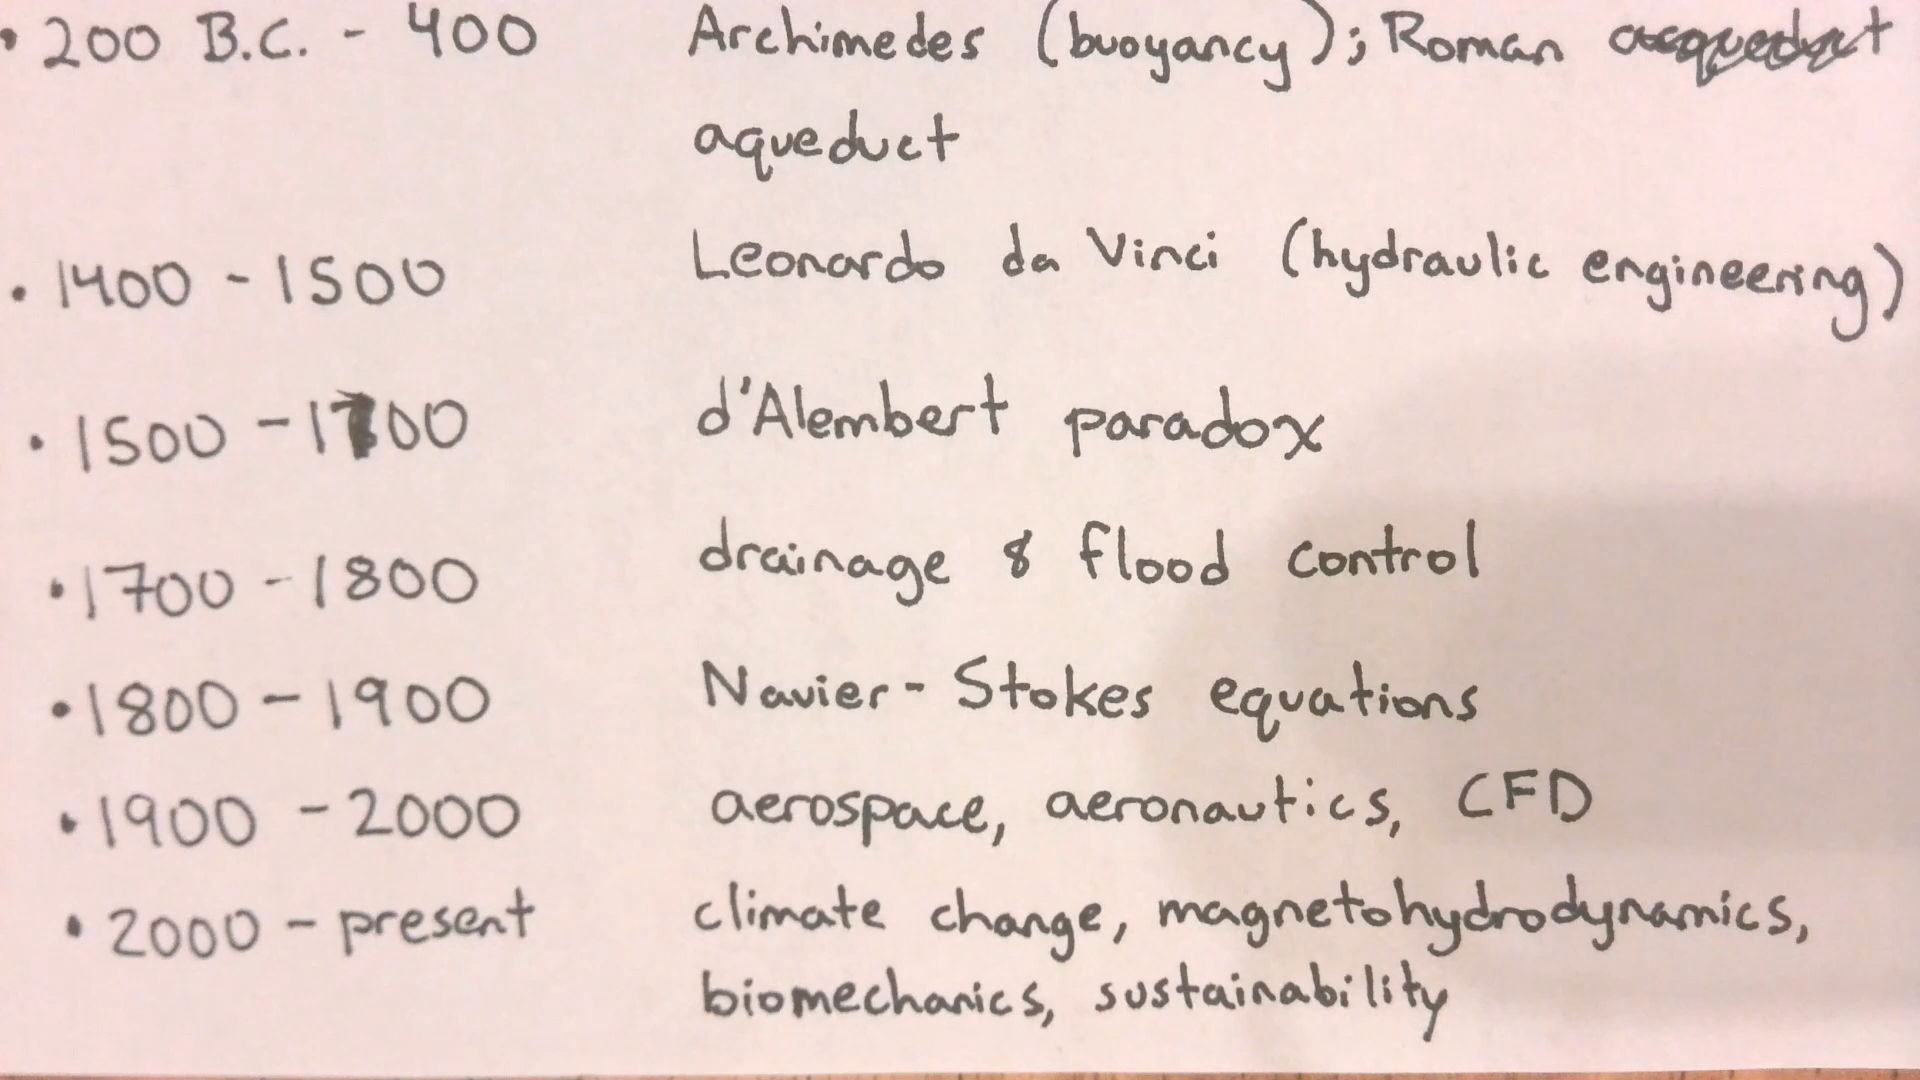 • 200 B.C. - 400 Archimedes (buoyancy); Roman
aqueduct
• 1400 - 1500 Leonardo da Vinci (hydraulic engineering)
• 1500 - 1700 d'Alembert paradox
• 1700 - 1800 drainage & flood control
• 1800 - 1900 Navier - Stokes equations
• 1900 - 2000 aerospace, aeronautics, CFD
• 2000 - present climate change, magnetohydrodynamics,
biomechanics, sustainability